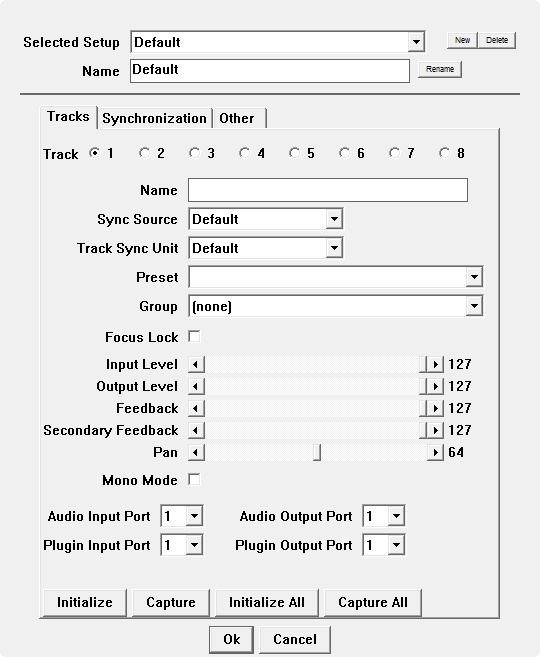 Selected Setup Default New Delete
Name Default Rename
Tracks Synchronization Other
Track 1 2 3 4 5 6 7 8
Name
Sync Source Default
Track Sync Unit Default
Preset
Group (none)
Focus Lock
Input Level 127
Output Level 127
Feedback 127
Secondary Feedback 127
Pan 64
Mono Mode
Audio Input Port 1 Audio Output Port 1
Plugin Input Port 1 Plugin Output Port 1
Initialize Capture Initialize All Capture All
Ok Cancel